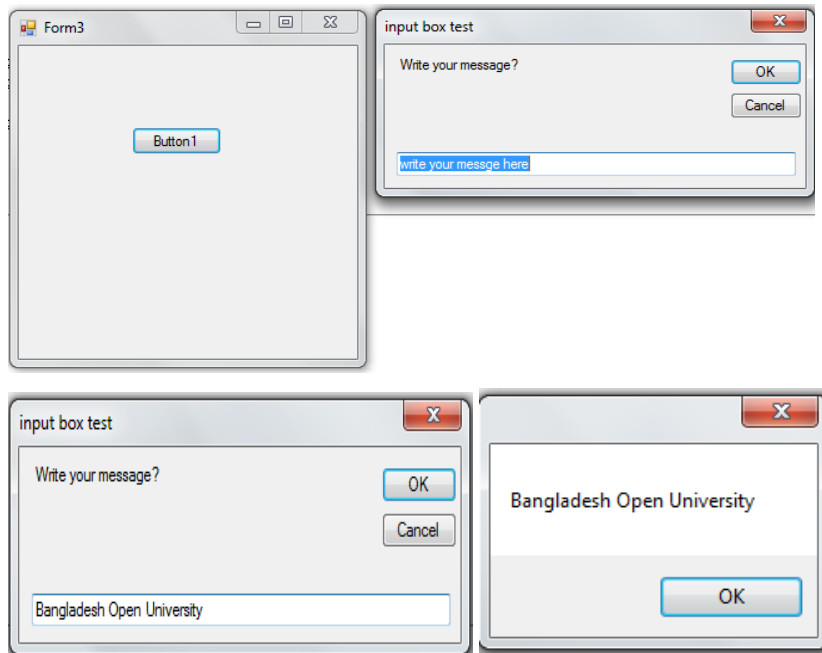 Form3
Button1
input box test
Write your message?
OK
Cancel
write your messge here
input box test
Write your message?
OK
Cancel
Bangladesh Open University
Bangladesh Open University
OK